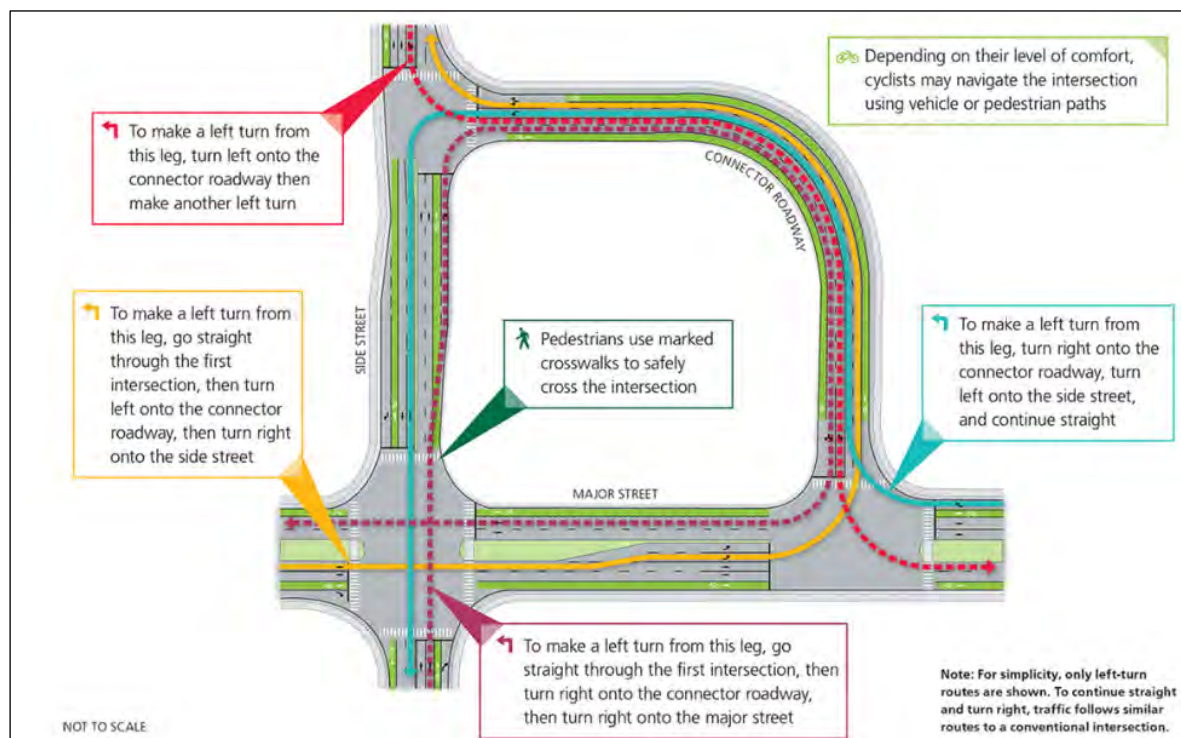 Depending on their level of comfort,
cyclists may navigate the intersection
using vehicle or pedestrian paths
To make a left turn from
this leg, turn left onto the
connector roadway then
make another left turn
CONNECTOR ROADWAY
SIDE STREET
To make a left turn from
this leg, go straight
through the first
intersection, then turn
left onto the connector
roadway, then turn right
onto the side street
Pedestrians use marked
crosswalks to safely
cross the intersection
To make a left turn from
this leg, turn right onto the
connector roadway, turn
left onto the side street,
and continue straight
MAJOR STREET
To make a left turn from this leg, go
straight through the first intersection, then
turn right onto the connector roadway,
then turn right onto the major street
Note: For simplicity, only left-turn
routes are shown. To continue straight
and turn right, traffic follows similar
routes to a conventional intersection.
NOT TO SCALE